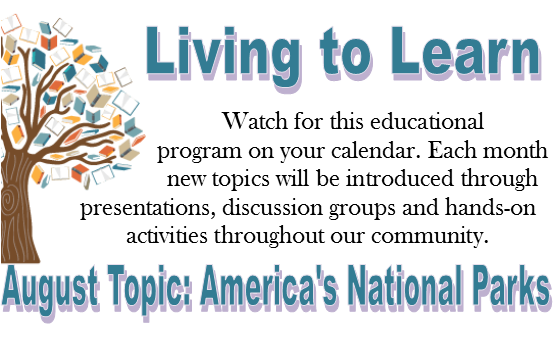 Living to Learn
Watch for this educational
program on your calendar. Each month
new topics will be introduced through
presentations, discussion groups and hands-on
activities throughout our community.
August Topic: America's National Parks